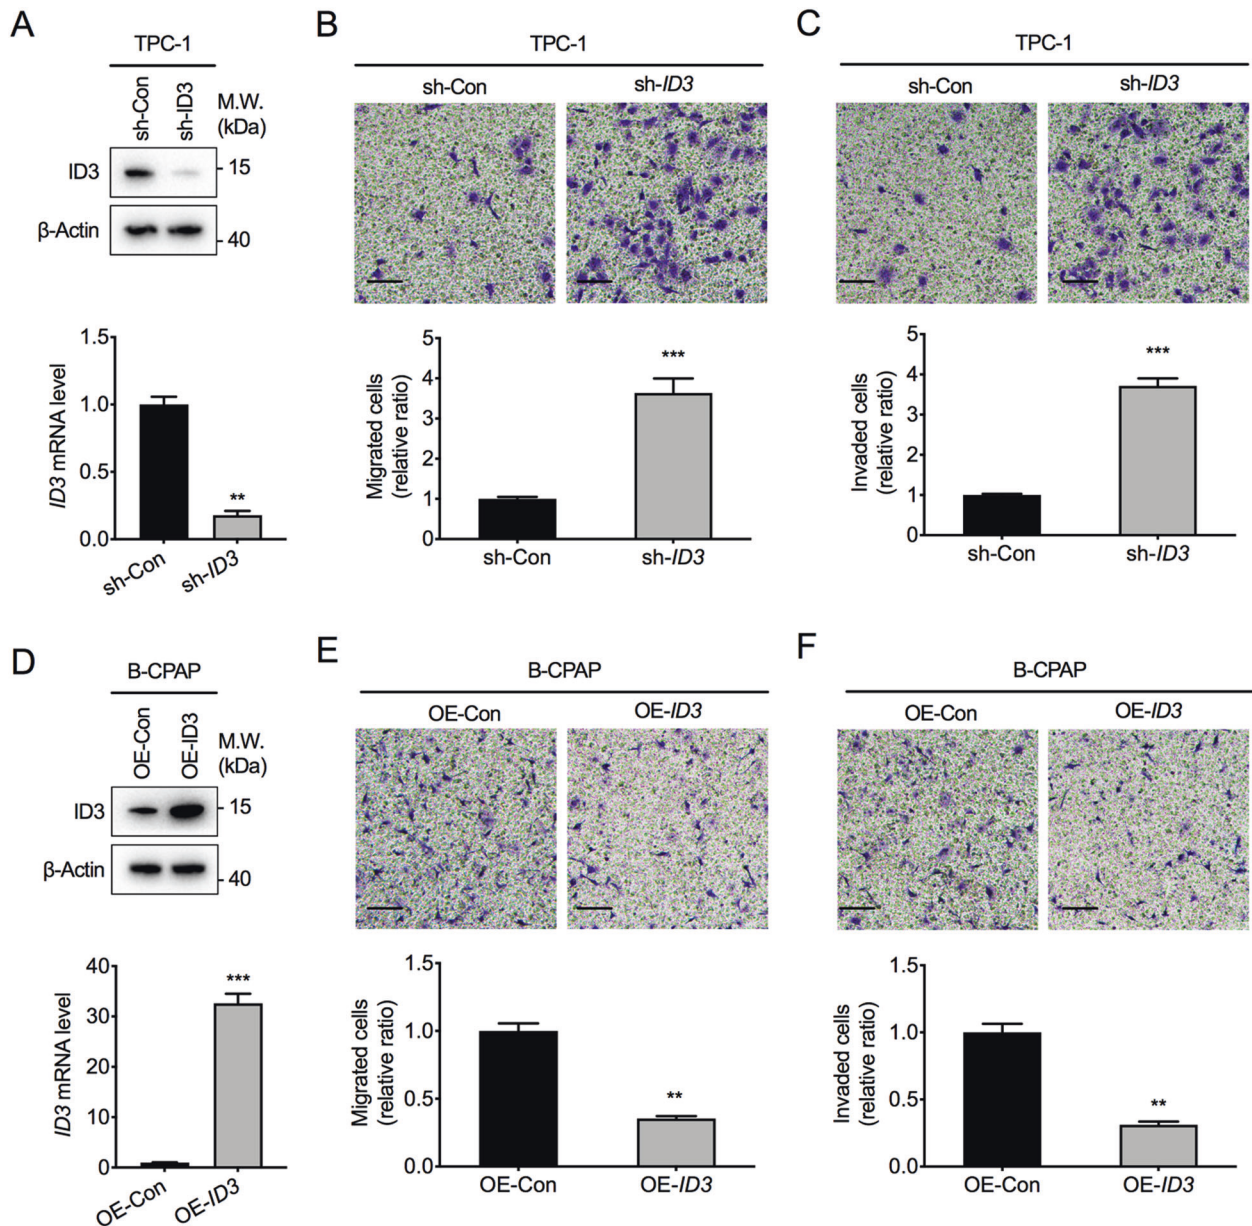 A
TPC-1
sh-Con
sh-ID3
M.W.
(kDa)
ID3
15
β-Actin
40
ID3 mRNA level
1.5
1.0
0.5
0.0
**
sh-Con
sh-ID3
B
TPC-1
sh-Con
sh-ID3
Migrated cells
(relative ratio)
5
4
3
2
1
0
***
sh-Con
sh-ID3
C
TPC-1
sh-Con
sh-ID3
Invaded cells
(relative ratio)
5
4
3
2
1
0
***
sh-Con
sh-ID3
D
B-CPAP
OE-Con
OE-ID3
M.W.
(kDa)
ID3
15
β-Actin
40
ID3 mRNA level
40
30
20
10
0
***
OE-Con
OE-ID3
E
B-CPAP
OE-Con
OE-ID3
Migrated cells
(relative ratio)
1.5
1.0
0.5
0.0
**
OE-Con
OE-ID3
F
B-CPAP
OE-Con
OE-ID3
Invaded cells
(relative ratio)
1.5
1.0
0.5
0.0
**
OE-Con
OE-ID3